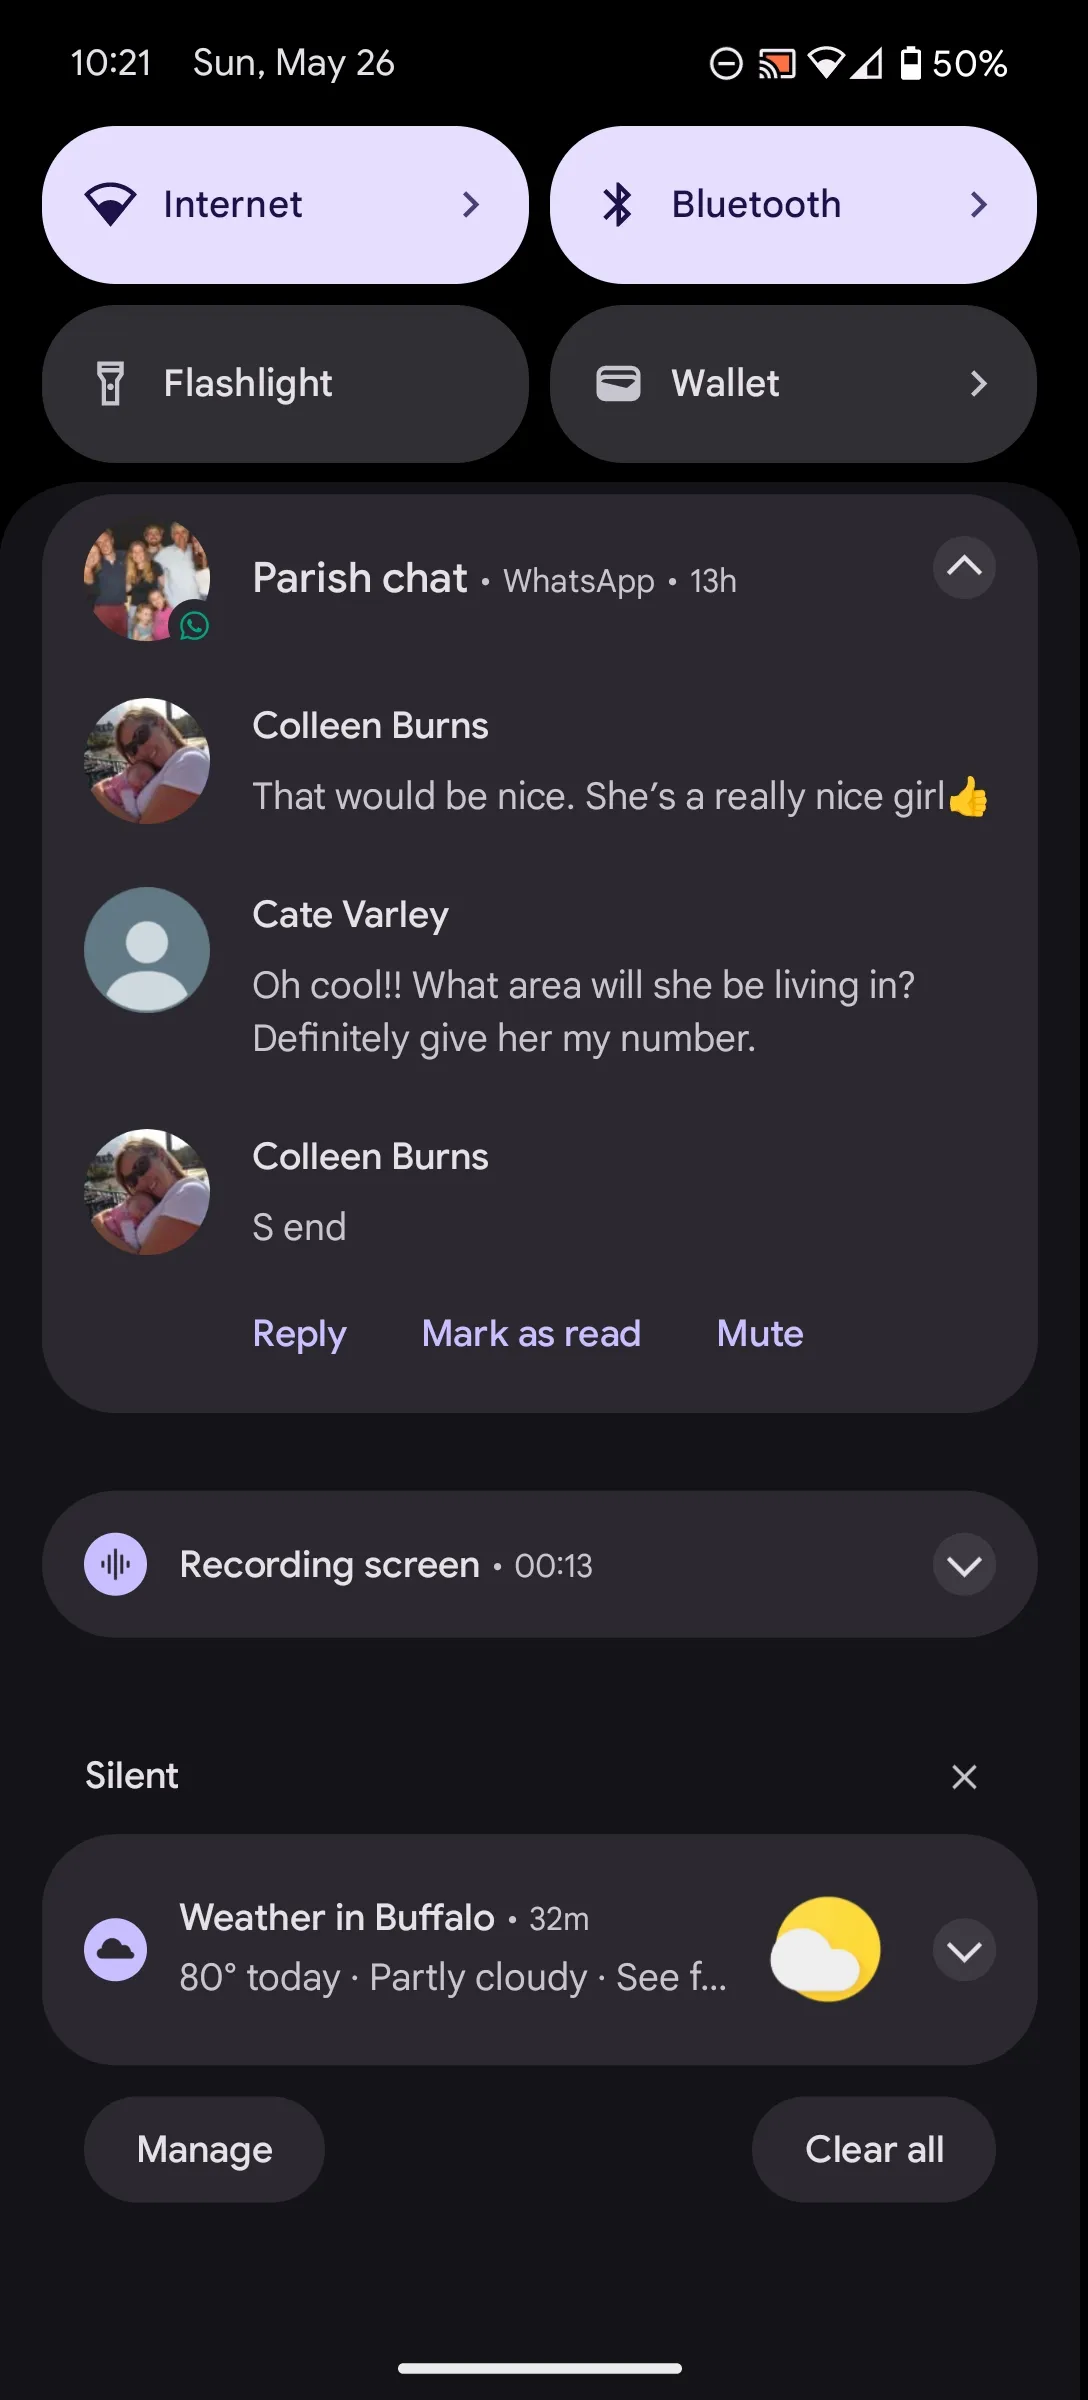 10:21 Sun, May 26 50%
Internet Bluetooth
Flashlight Wallet
Parish chat • WhatsApp • 13h
Colleen Burns
That would be nice. She’s a really nice girl👍
Cate Varley
Oh cool!! What area will she be living in?
Definitely give her my number.
Colleen Burns
S end
Reply Mark as read Mute
Recording screen • 00:13
Silent
Weather in Buffalo • 32m
80° today · Partly cloudy · See f...
Manage Clear all